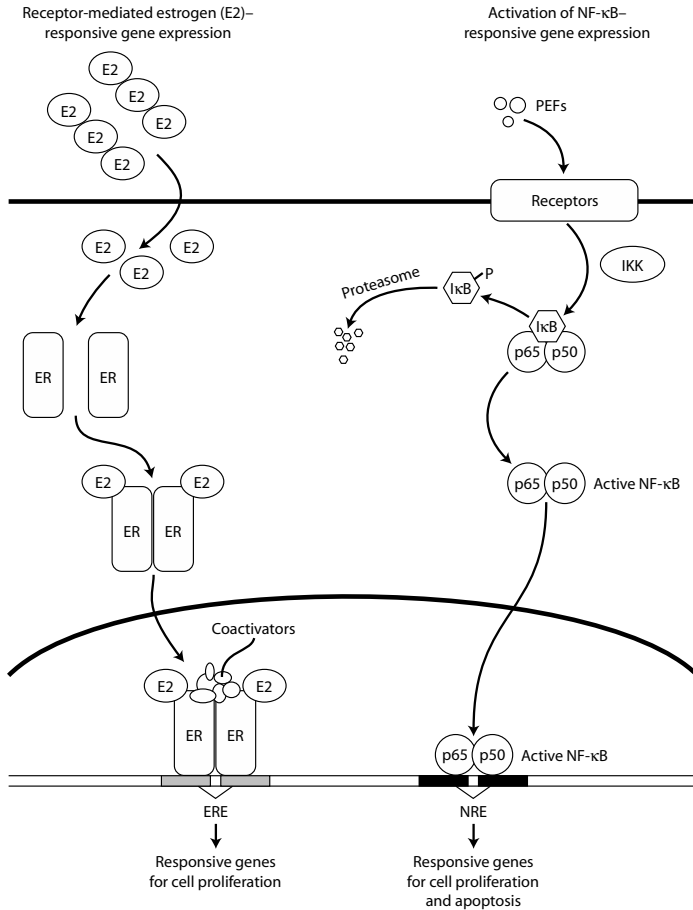 Receptor-mediated estrogen (E2)–
responsive gene expression
Activation of NF-κB–
responsive gene expression
E2
E2
E2
E2
E2
E2
PEFs
Receptors
E2
E2
E2
IKK
Proteasome
IκB
P
IκB
p65
p50
ER
ER
E2
E2
ER
ER
p65
p50
Active NF-κB
Coactivators
E2
E2
ER
ER
p65
p50
Active NF-κB
ERE
NRE
Responsive genes
for cell proliferation
Responsive genes
for cell proliferation
and apoptosis